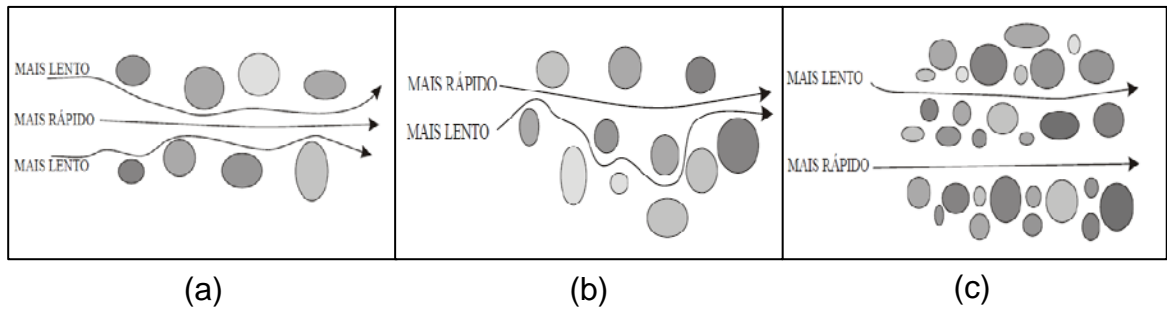 MAIS LENTO
MAIS RÁPIDO
MAIS LENTO
MAIS RÁPIDO
MAIS LENTO
MAIS LENTO
MAIS RÁPIDO
(a)
(b)
(c)